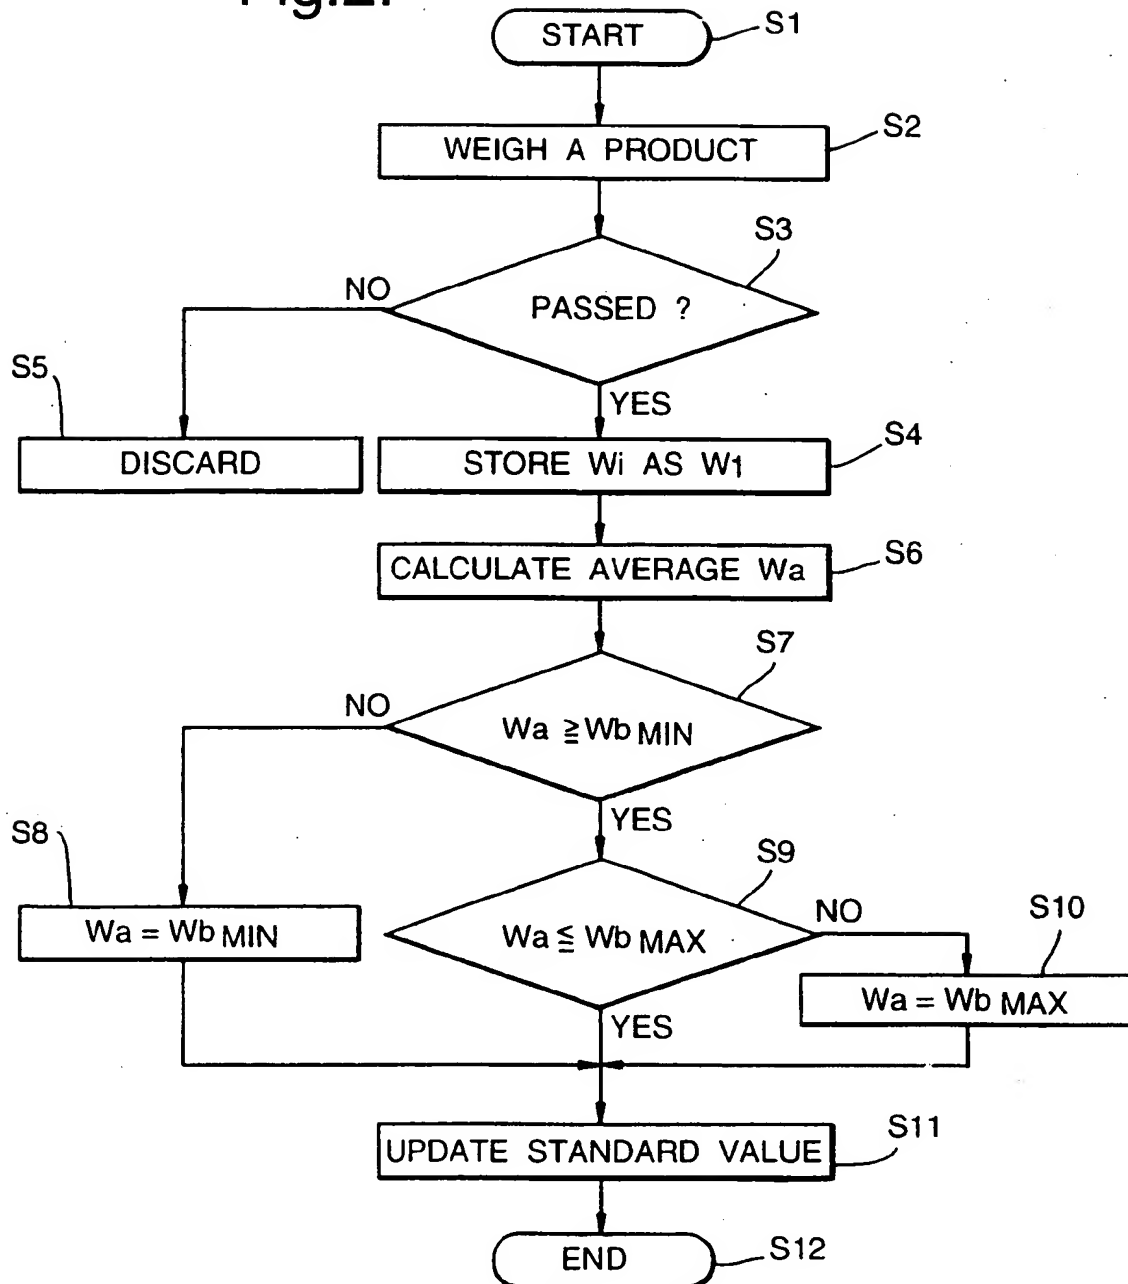 Fig.2.
START
S1
WEIGH A PRODUCT
S2
S3
PASSED ?
NO
YES
S5
DISCARD
STORE Wi AS W1
S4
CALCULATE AVERAGE Wa
S6
S7
Wa ≧ Wb MIN
NO
YES
S8
Wa = Wb MIN
S9
Wa ≦ Wb MAX
NO
YES
S10
Wa = Wb MAX
UPDATE STANDARD VALUE
S11
END
S12